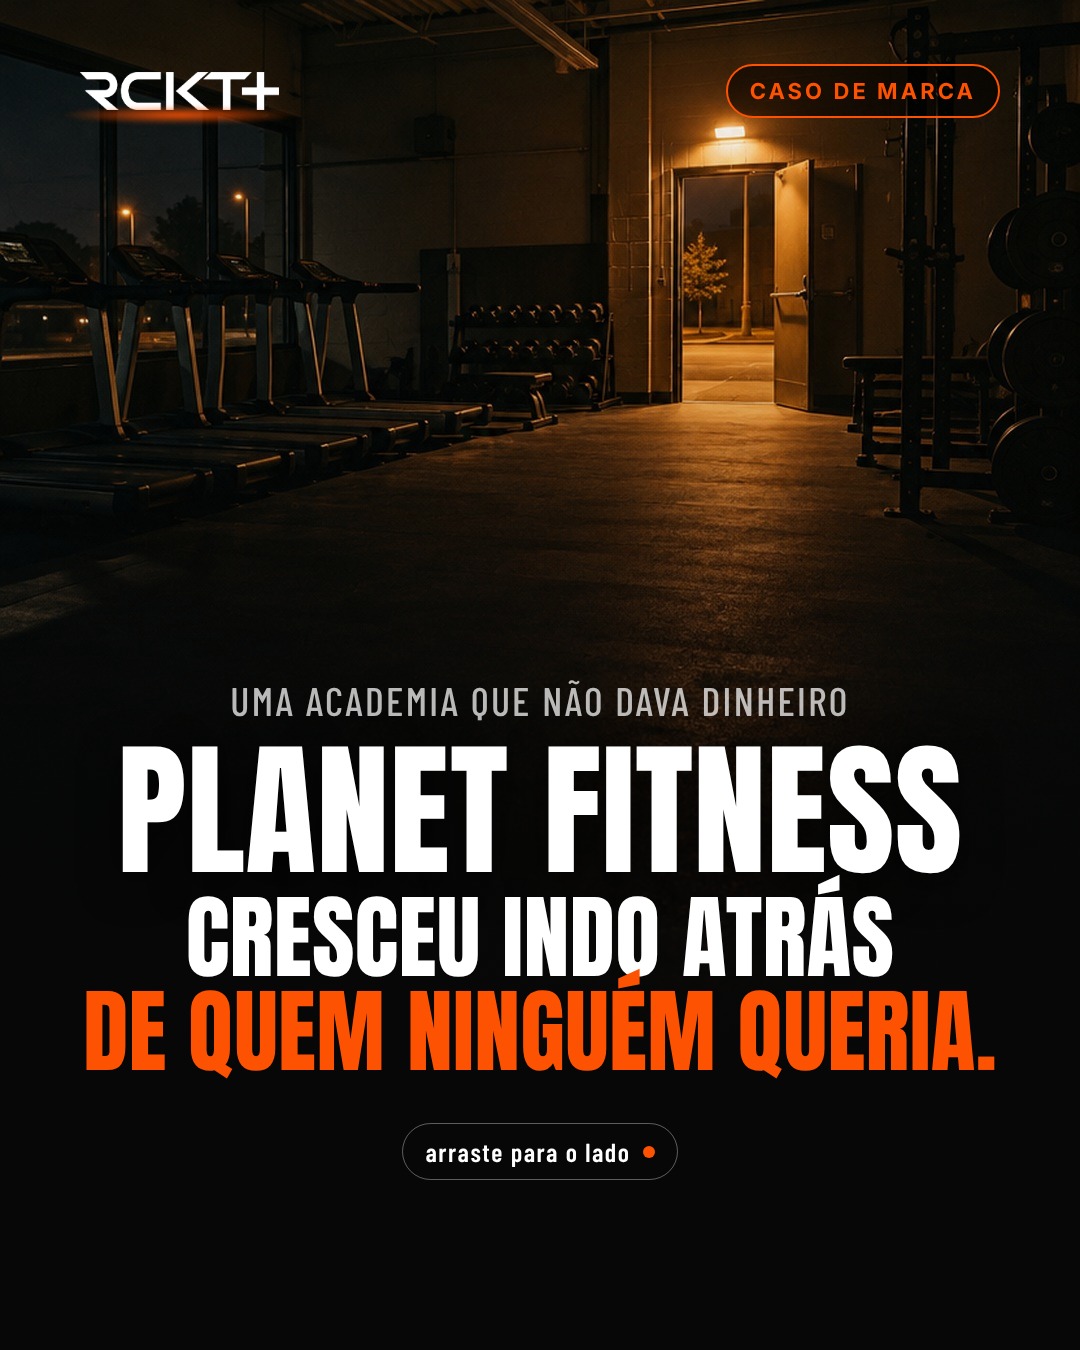 RCKT+
CASO DE MARCA
UMA ACADEMIA QUE NÃO DAVA DINHEIRO
PLANET FITNESS
CRESCEU INDO ATRÁS
DE QUEM NINGUÉM QUERIA.
arraste para o lado